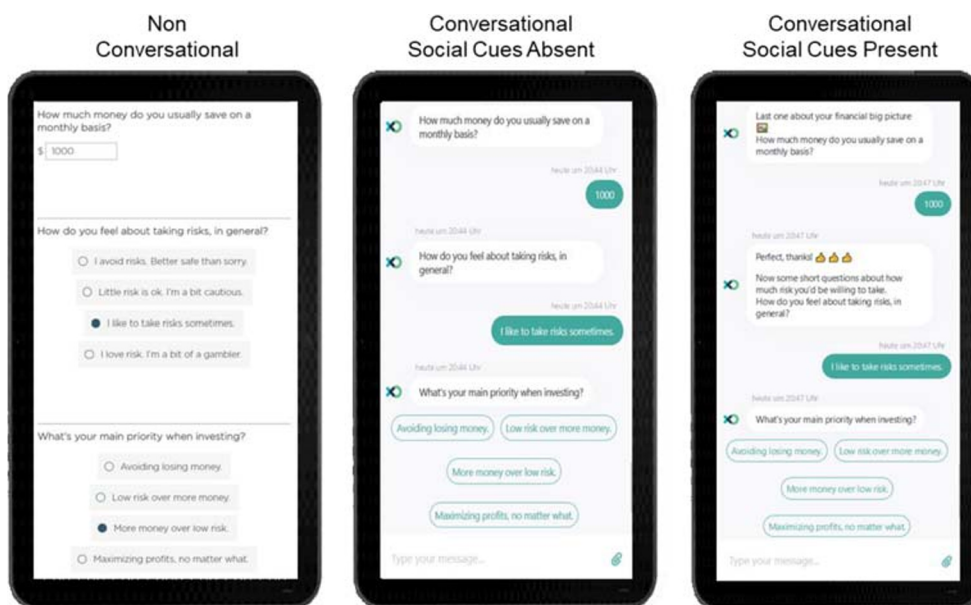 Non
Conversational
How much money do you usually save on a
monthly basis?
$ 1000
How do you feel about taking risks, in general?
I avoid risks. Better safe than sorry.
Little risk is ok. I'm a bit cautious.
I like to take risks sometimes.
I love risk. I'm a bit of a gambler.
What's your main priority when investing?
Avoiding losing money.
Low risk over more money.
More money over low risk.
Maximizing profits, no matter what.
Conversational
Social Cues Absent
How much money do you usually save on a
monthly basis?
heute um 20:44 Uhr
1000
heute um 20:44 Uhr
How do you feel about taking risks, in
general?
heute um 20:44 Uhr
I like to take risks sometimes.
heute um 20:44 Uhr
What's your main priority when investing?
Avoiding losing money.
Low risk over more money.
More money over low risk.
Maximizing profits, no matter what.
Type your message...
Conversational
Social Cues Present
Last one about your financial big picture
How much money do you usually save on a
monthly basis?
heute um 20:47 Uhr
1000
heute um 20:47 Uhr
Perfect, thanks! 👍👍👍
Now some short questions about how
much risk you'd be willing to take.
How do you feel about taking risks, in
general?
heute um 20:47 Uhr
I like to take risks sometimes.
heute um 20:47 Uhr
What's your main priority when investing?
Avoiding losing money.
Low risk over more money.
More money over low risk.
Maximizing profits, no matter what.
Type your message...